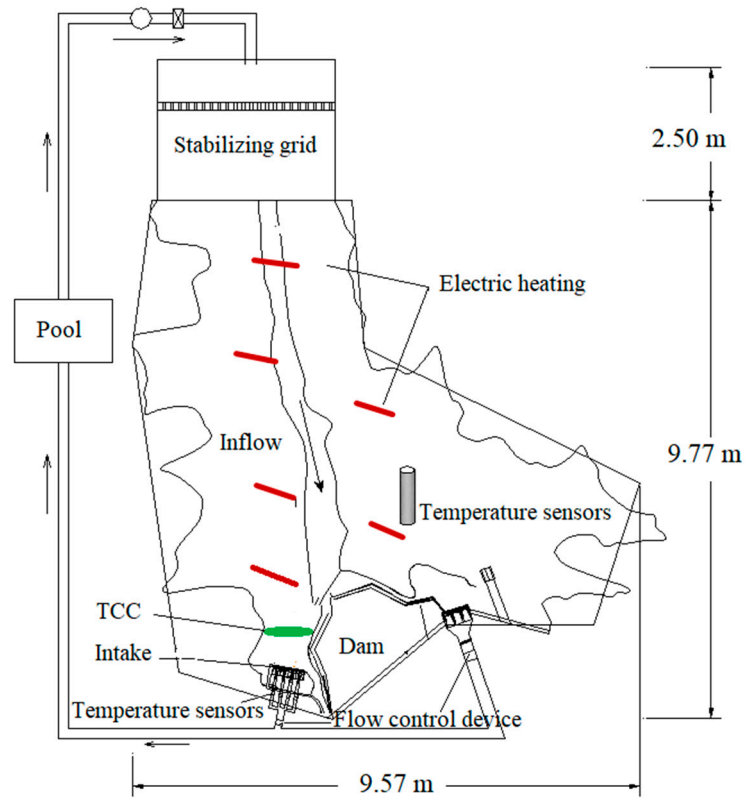 Stabilizing grid
2.50 m
Electric heating
Pool
Inflow
9.77 m
Temperature sensors
TCC
Intake
Dam
Temperature sensors
Flow control device
9.57 m